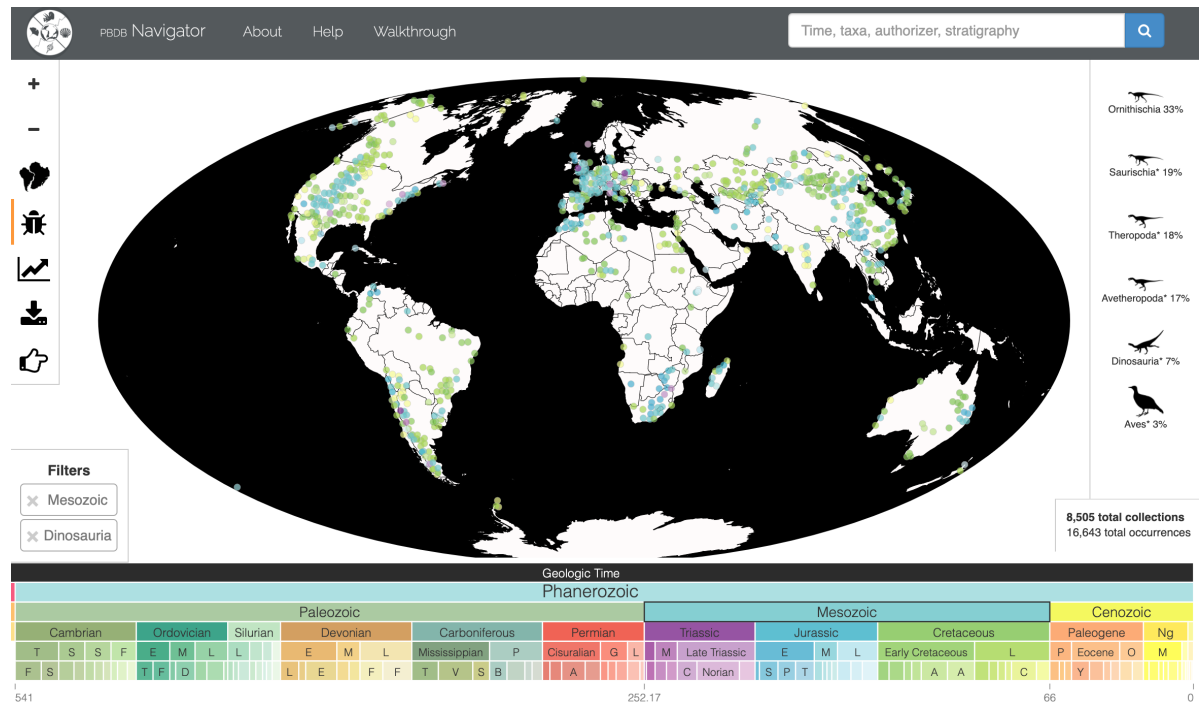 PBDB Navigator About Help Walkthrough
Time, taxa, authorizer, stratigraphy
Ornithischia 33%
Saurischia* 19%
Theropoda* 18%
Avetheropoda* 17%
Dinosauria* 7%
Aves* 3%
Filters
× Mesozoic
× Dinosauria
8,505 total collections
16,643 total occurrences
Geologic Time
Phanerozoic
Paleozoic Mesozoic Cenozoic
Cambrian Ordovician Silurian Devonian Carboniferous Permian Triassic Jurassic Cretaceous Paleogene Ng
T S S F E M L L E M L Mississippian P Cisuralian G L M Late Triassic E M L Early Cretaceous L P Eocene O M
F S T F D L E F F T V S B A C Norian S P T A A C Y
541 252.17 66 0